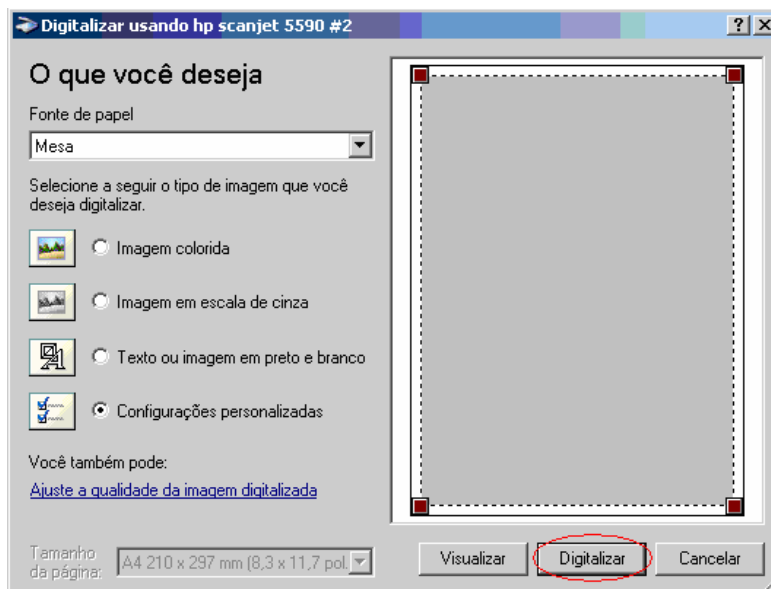 Digitalizar usando hp scanjet 5590 #2
O que você deseja
Fonte de papel
Mesa
Selecione a seguir o tipo de imagem que você
deseja digitalizar.
Imagem colorida
Imagem em escala de cinza
Texto ou imagem em preto e branco
Configurações personalizadas
Você também pode:
Ajuste a qualidade da imagem digitalizada
Tamanho
da página:
A4 210 x 297 mm (8,3 x 11,7 pol.
Visualizar
Digitalizar
Cancelar